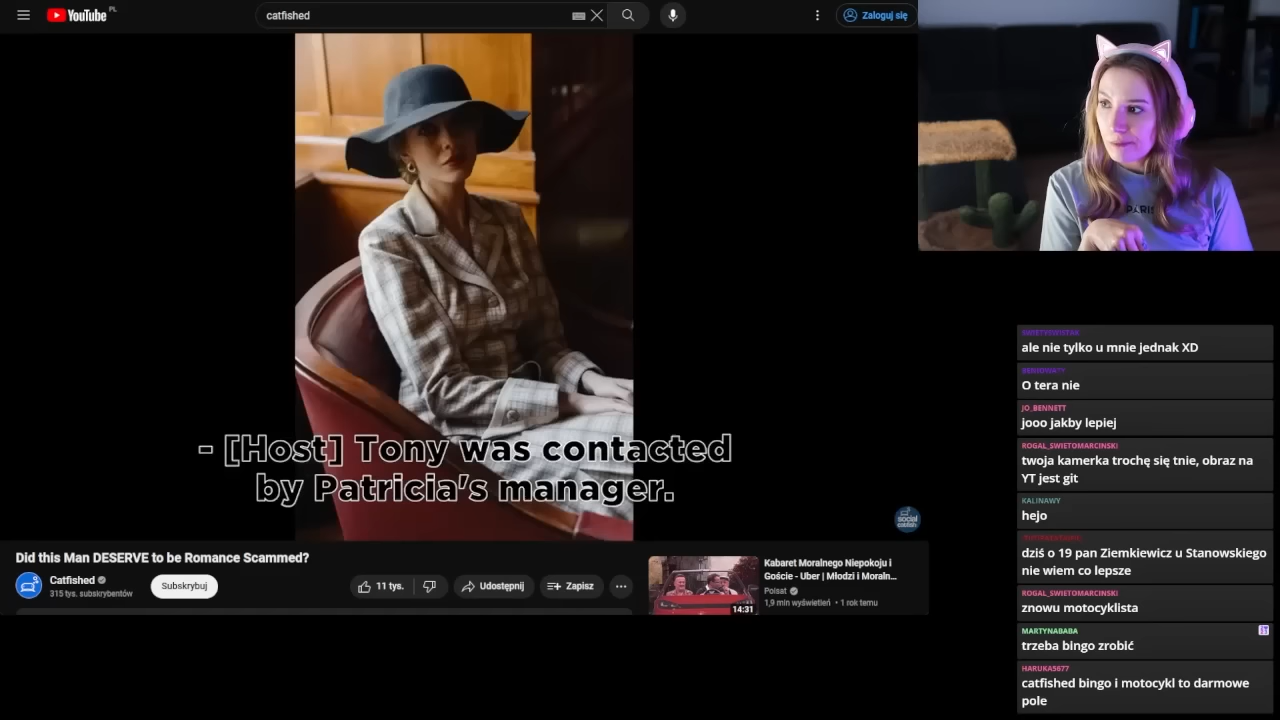 YouTube PL
catfished
Zaloguj się
PARIS
- [Host] Tony was contacted
by Patricia's manager.
social
catfish
Did this Man DESERVE to be Romance Scammed?
Catfished
315 tys. subskrybentów
Subskrybuj
11 tys.
Udostępnij
Zapisz
14:31
Kabaret Moralnego Niepokoju i
Goście - Uber | Młodzi i Moraln...
Polsat
1,9 mln wyświetleń • 1 rok temu
ale nie tylko u mnie jednak XD
O tera nie
JO_BENNETT
jooo jakby lepiej
ROGAL_SWIETOMARCINSKI
twoja kamerka trochę się tnie, obraz na
YT jest git
KALINAWY
hejo
dziś o 19 pan Ziemkiewicz u Stanowskiego
nie wiem co lepsze
ROGAL_SWIETOMARCINSKI
znowu motocyklista
MARTYNABABA
trzeba bingo zrobić
HARUKA5677
catfished bingo i motocykl to darmowe
pole